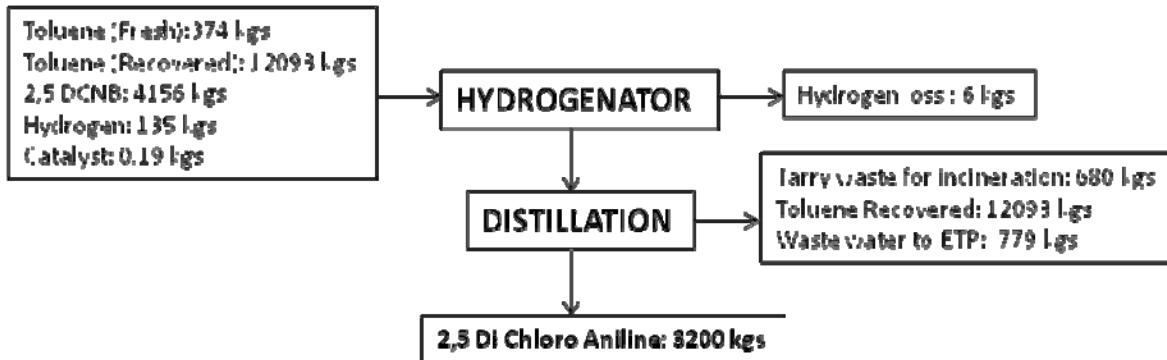 Toluene (Fresh):374 kgs
Toluene (Recovered): 12093 kgs
2,5 DCNB: 4156 kgs
Hydrogen: 135 kgs
Catalyst: 0.19 kgs
HYDROGENATOR
Hydrogen loss : 6 kgs
DISTILLATION
Tarry waste for incineration: 680 kgs
Toluene Recovered: 12093 kgs
Waste water to ETP: 779 kgs
2,5 Di Chloro Aniline: 3200 kgs